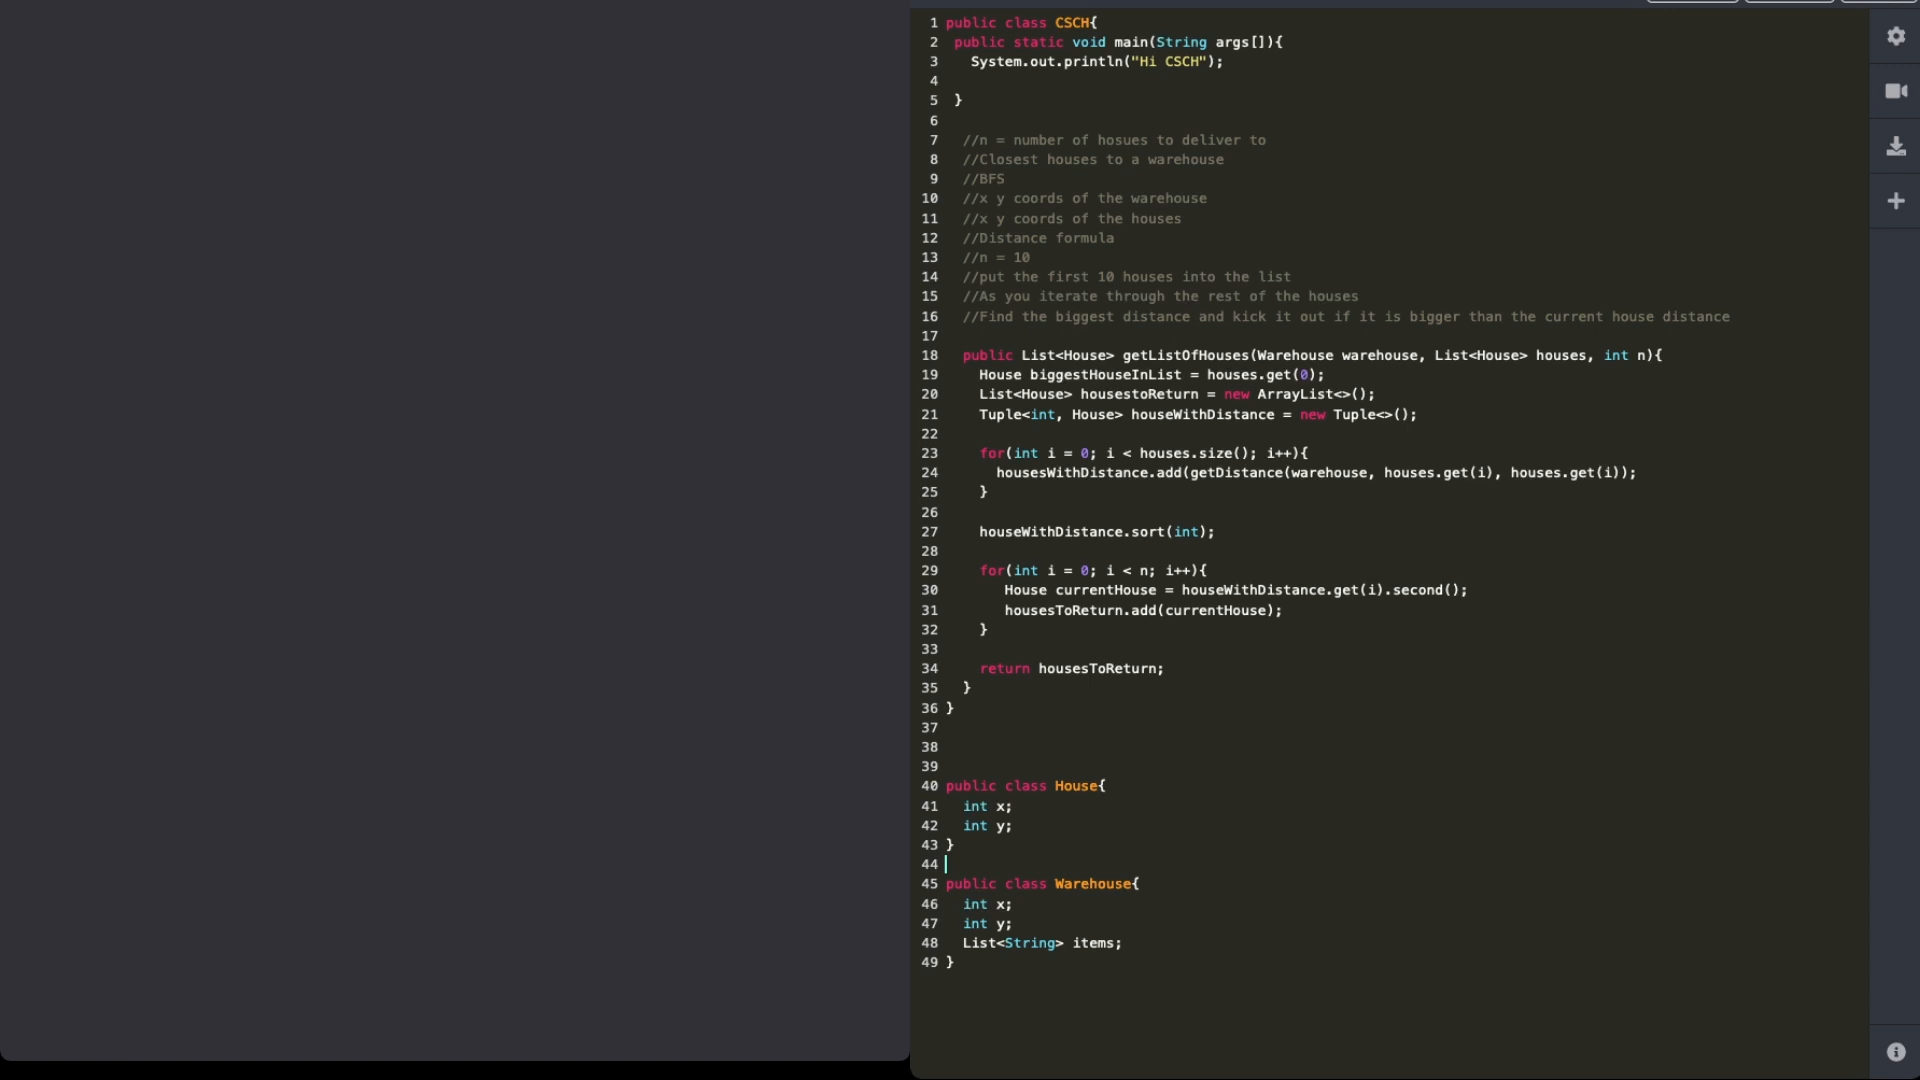 1 public class CSCH{
2 public static void main(String args[]){
3 System.out.println("Hi CSCH");
4
5 }
6
7 //n = number of hosues to deliver to
8 //Closest houses to a warehouse
9 //BFS
10 //x y coords of the warehouse
11 //x y coords of the houses
12 //Distance formula
13 //n = 10
14 //put the first 10 houses into the list
15 //As you iterate through the rest of the houses
16 //Find the biggest distance and kick it out if it is bigger than the current house distance
17
18 public List<House> getListOfHouses(Warehouse warehouse, List<House> houses, int n){
19 House biggestHouseInList = houses.get(0);
20 List<House> housestoReturn = new ArrayList<>();
21 Tuple<int, House> houseWithDistance = new Tuple<>();
22
23 for(int i = 0; i < houses.size(); i++){
24 housesWithDistance.add(getDistance(warehouse, houses.get(i), houses.get(i));
25 }
26
27 houseWithDistance.sort(int);
28
29 for(int i = 0; i < n; i++){
30 House currentHouse = houseWithDistance.get(i).second();
31 housesToReturn.add(currentHouse);
32 }
33
34 return housesToReturn;
35 }
36 }
37
38
39
40 public class House{
41 int x;
42 int y;
43 }
44
45 public class Warehouse{
46 int x;
47 int y;
48 List<String> items;
49 }